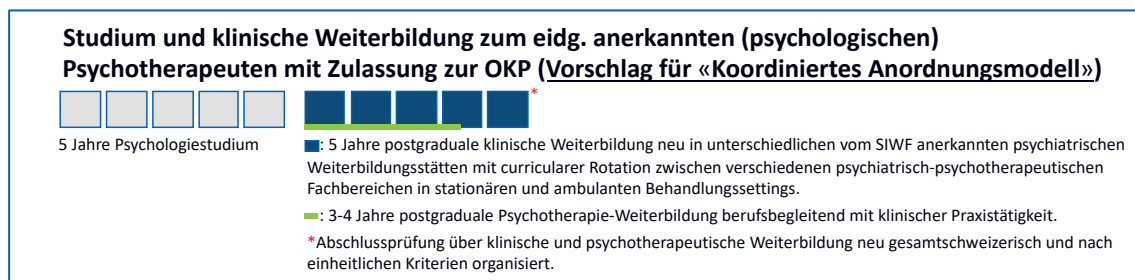 Studium und klinische Weiterbildung zum eidg. anerkannten (psychologischen)
Psychotherapeuten mit Zulassung zur OKP (Vorschlag für «Koordiniertes Anordnungsmodell»)
*
5 Jahre Psychologiestudium
: 5 Jahre postgraduale klinische Weiterbildung neu in unterschiedlichen vom SIWF anerkannten psychiatrischen
Weiterbildungsstätten mit curricularer Rotation zwischen verschiedenen psychiatrisch-psychotherapeutischen
Fachbereichen in stationären und ambulanten Behandlungssettings.
: 3-4 Jahre postgraduale Psychotherapie-Weiterbildung berufsbegleitend mit klinischer Praxistätigkeit.
*Abschlussprüfung über klinische und psychotherapeutische Weiterbildung neu gesamtschweizerisch und nach
einheitlichen Kriterien organisiert.